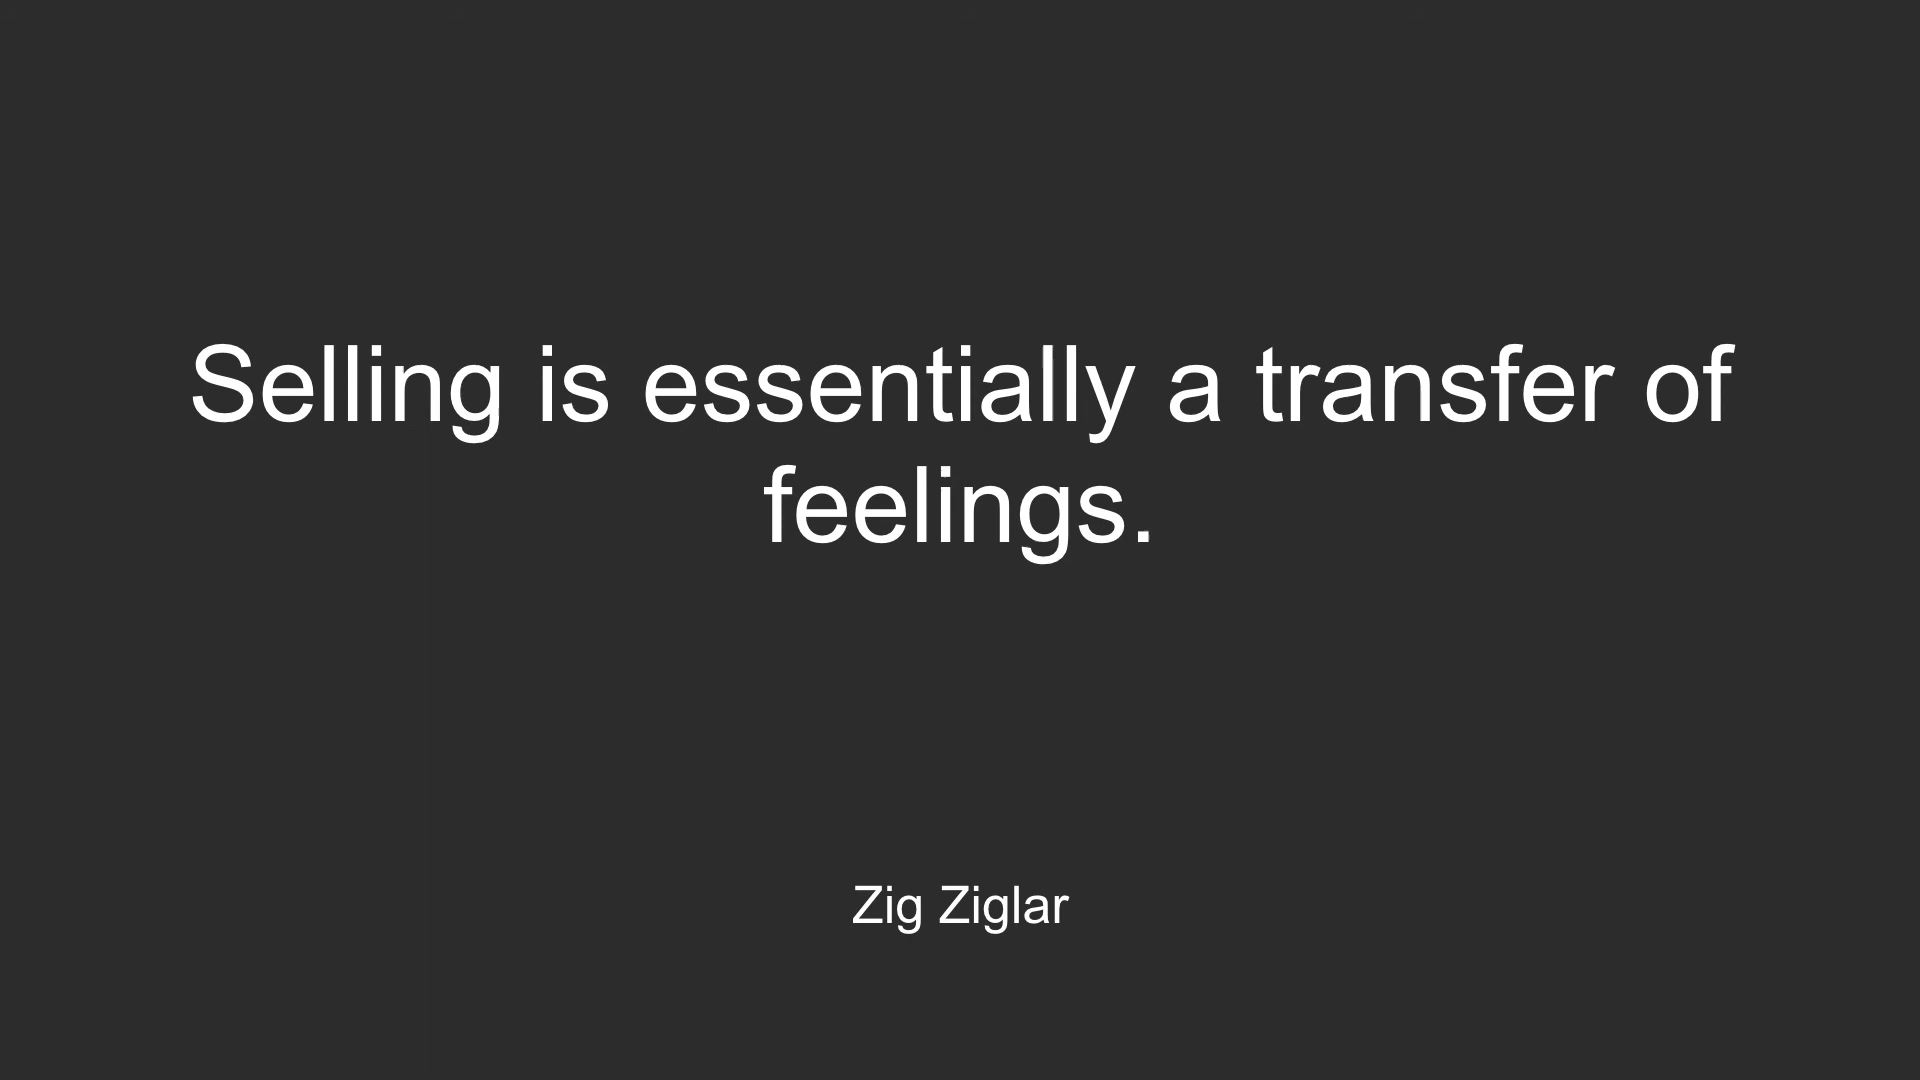 Selling is essentially a transfer of
feelings.
Zig Ziglar